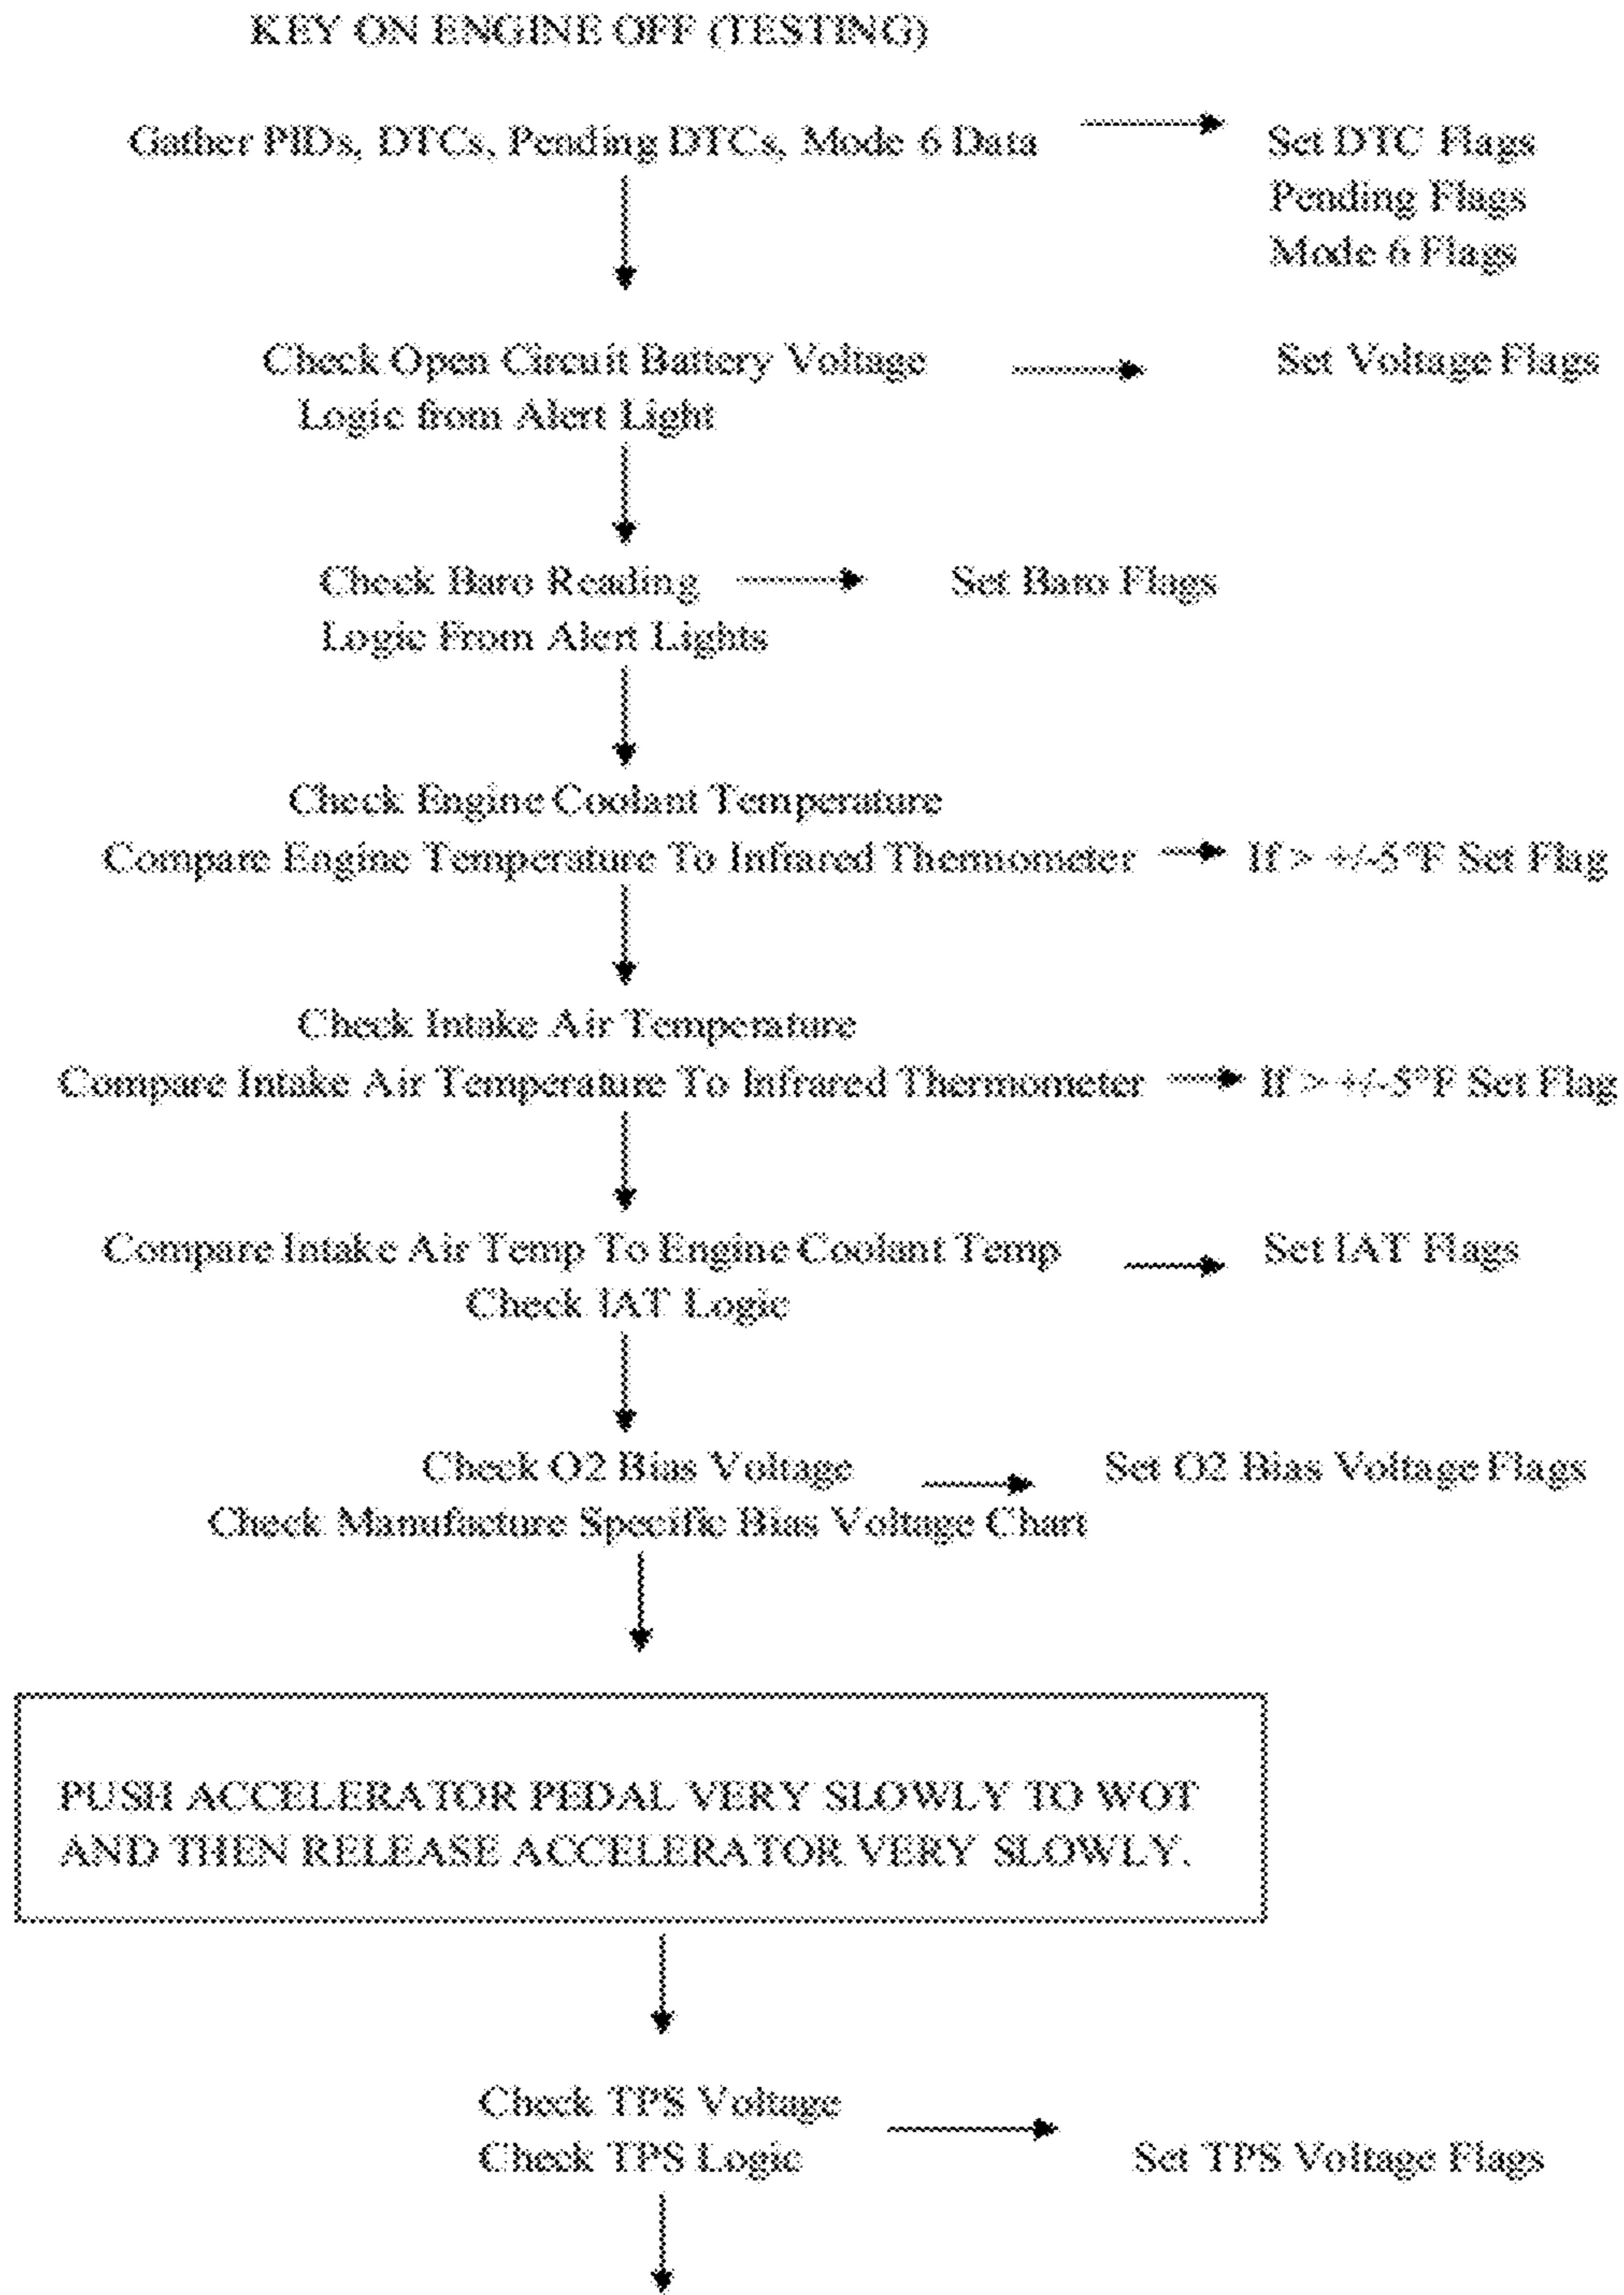 KEY ON ENGINE OFF (TESTING)
Gather PIDs, DTCs, Pending DTCs, Mode 6 Data
Set DTC Flags
Pending Flags
Mode 6 Flags
Check Open Circuit Battery Voltage
Logic from Alert Light
Set Voltage Flags
Check Baro Reading
Logic From Alert Lights
Set Baro Flags
Check Engine Coolant Temperature
Compare Engine Temperature To Infrared Thermometer
If > +/-5°F Set Flag
Check Intake Air Temperature
Compare Intake Air Temperature To Infrared Thermometer
If > +/-5°F Set Flag
Compare Intake Air Temp To Engine Coolant Temp
Check IAT Logic
Set IAT Flags
Check O2 Bias Voltage
Check Manufacture Specific Bias Voltage Chart
Set O2 Bias Voltage Flags
PUSH ACCELERATOR PEDAL VERY SLOWLY TO WOT
AND THEN RELEASE ACCELERATOR VERY SLOWLY.
Check TPS Voltage
Check TPS Logic
Set TPS Voltage Flags